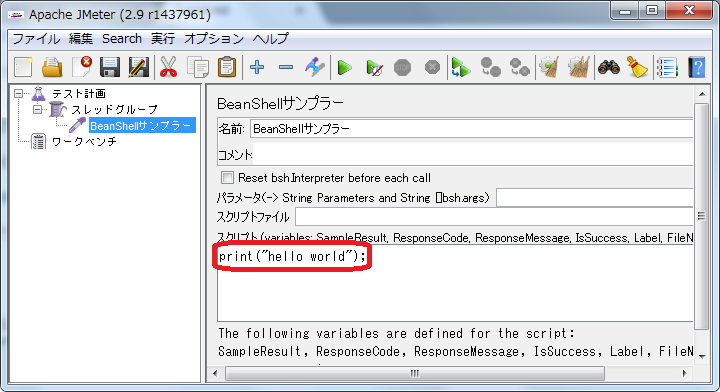 Apache JMeter (2.9 r1437961)
ファイル 編集 Search 実行 オプション ヘルプ
テスト計画
スレッドグループ
BeanShellサンプラー
ワークベンチ
BeanShellサンプラー
名前: BeanShellサンプラー
コメント:
Reset bsh.Interpreter before each call
パラメータ(-> String Parameters and String []bsh.args)
スクリプトファイル
スクリプト (variables: SampleResult, ResponseCode, ResponseMessage, IsSuccess, Label, FileN
print("hello world");
The following variables are defined for the script:
SampleResult, ResponseCode, ResponseMessage, IsSuccess, Label, FileN